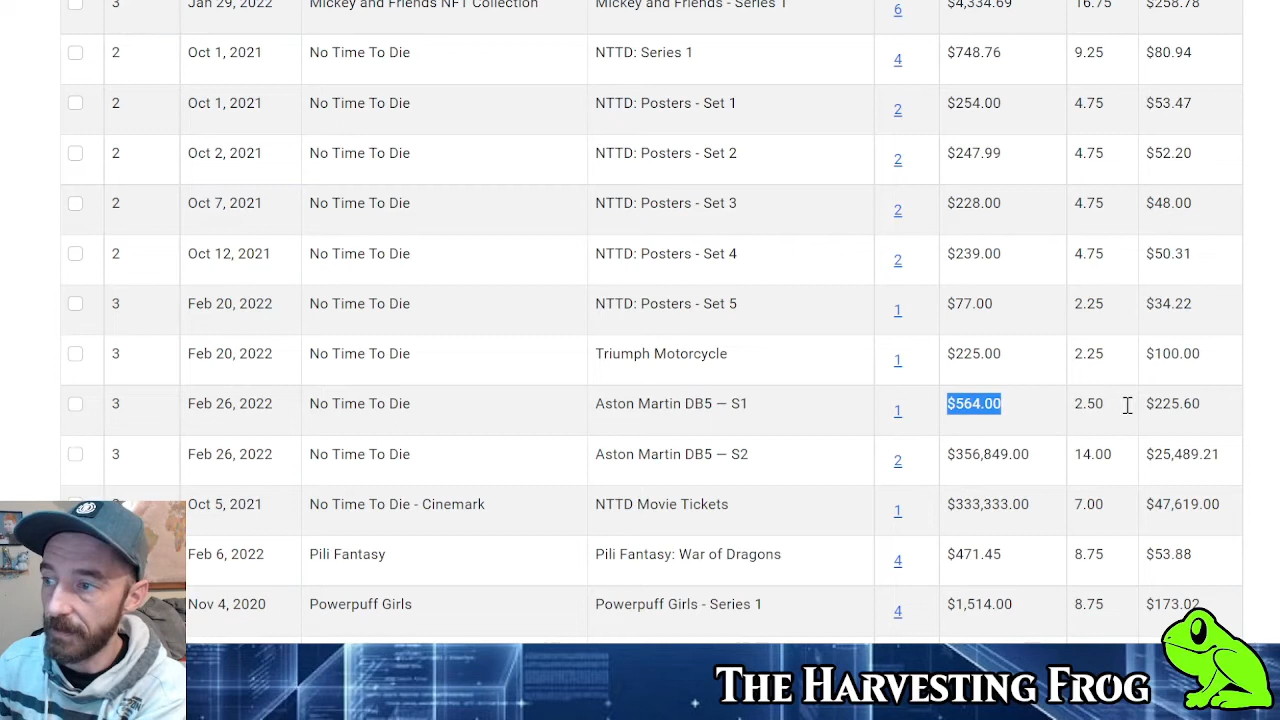 3 Jan 29, 2022 Mickey and Friends NFT Collection Mickey and Friends - Series 1 6 $4,334.69 16.75 $258.78
2 Oct 1, 2021 No Time To Die NTTD: Series 1 4 $748.76 9.25 $80.94
2 Oct 1, 2021 No Time To Die NTTD: Posters - Set 1 2 $254.00 4.75 $53.47
2 Oct 2, 2021 No Time To Die NTTD: Posters - Set 2 2 $247.99 4.75 $52.20
2 Oct 7, 2021 No Time To Die NTTD: Posters - Set 3 2 $228.00 4.75 $48.00
2 Oct 12, 2021 No Time To Die NTTD: Posters - Set 4 2 $239.00 4.75 $50.31
3 Feb 20, 2022 No Time To Die NTTD: Posters - Set 5 1 $77.00 2.25 $34.22
3 Feb 20, 2022 No Time To Die Triumph Motorcycle 1 $225.00 2.25 $100.00
3 Feb 26, 2022 No Time To Die Aston Martin DB5 — S1 1 $564.00 2.50 $225.60
3 Feb 26, 2022 No Time To Die Aston Martin DB5 — S2 2 $356,849.00 14.00 $25,489.21
Oct 5, 2021 No Time To Die - Cinemark NTTD Movie Tickets 1 $333,333.00 7.00 $47,619.00
Feb 6, 2022 Pili Fantasy Pili Fantasy: War of Dragons 4 $471.45 8.75 $53.88
Nov 4, 2020 Powerpuff Girls Powerpuff Girls - Series 1 4 $1,514.00 8.75 $173.02
The Harvesting Frog